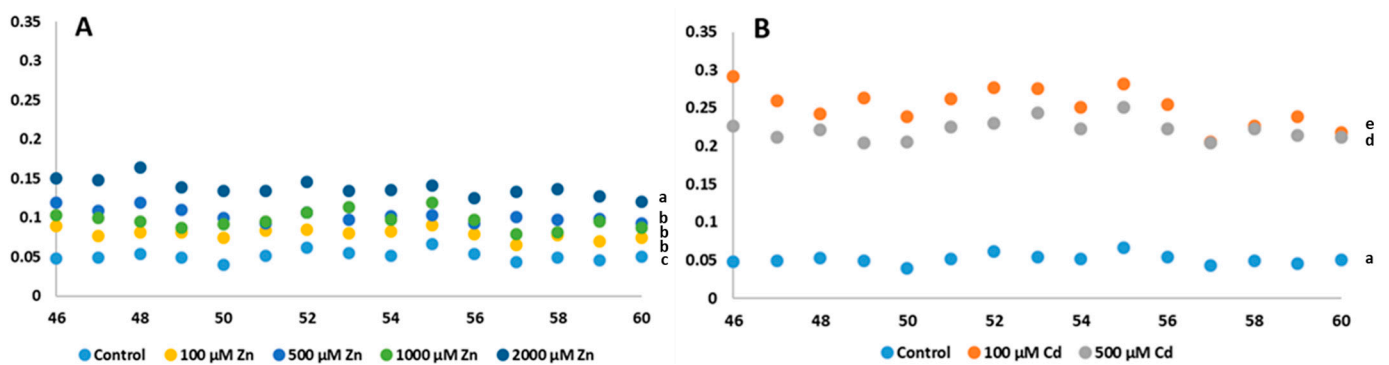 A
0.35
0.3
0.25
0.2
0.15
0.1
0.05
0
46 48 50 52 54 56 58 60
a
b
b
b
c
Control 100 µM Zn 500 µM Zn 1000 µM Zn 2000 µM Zn
B
0.35
0.3
0.25
0.2
0.15
0.1
0.05
0
46 48 50 52 54 56 58 60
e
d
a
Control 100 µM Cd 500 µM Cd